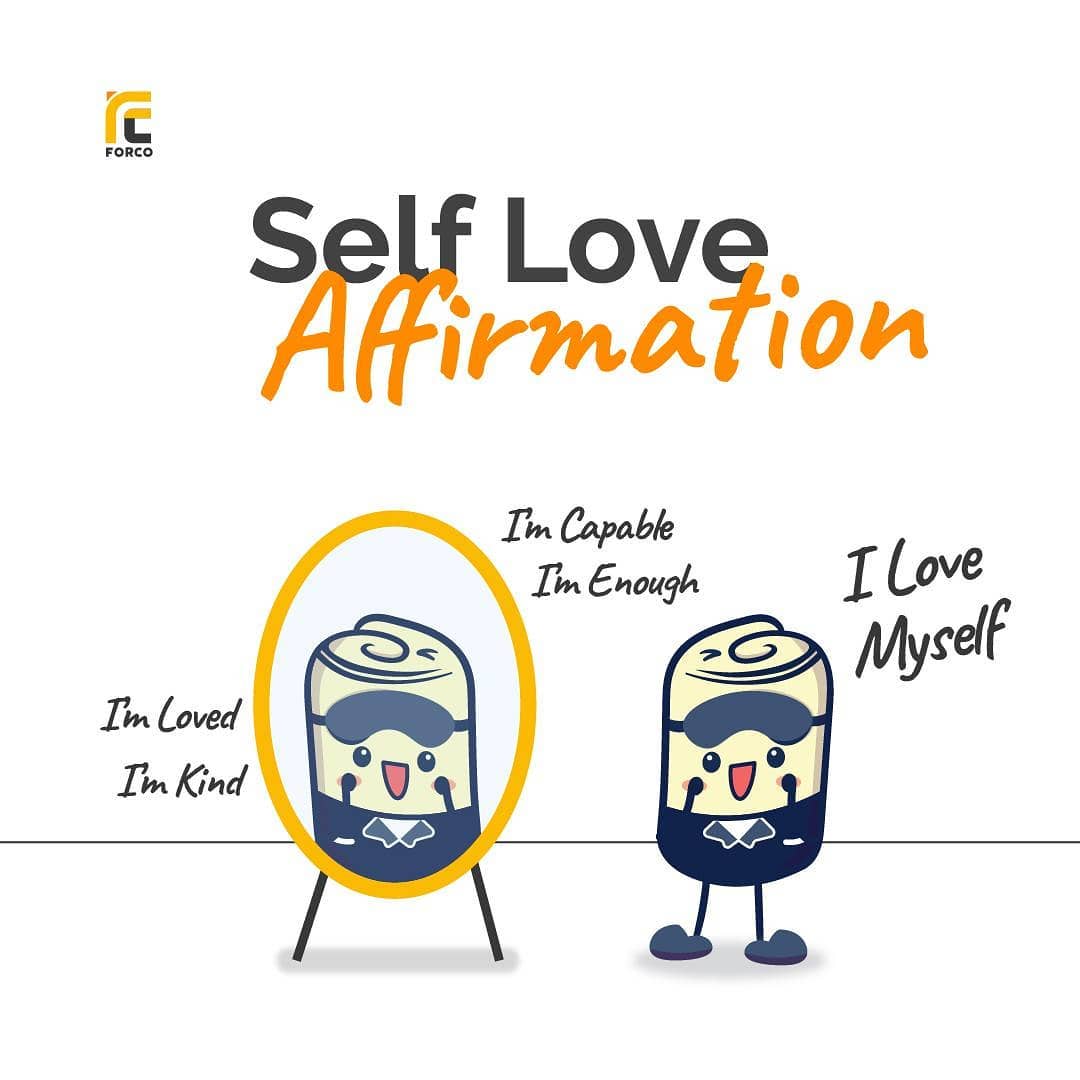 FORCO
Self Love
Affirmation
I'm Capable
I'm Enough
I Love
Myself
I'm Loved
I'm Kind